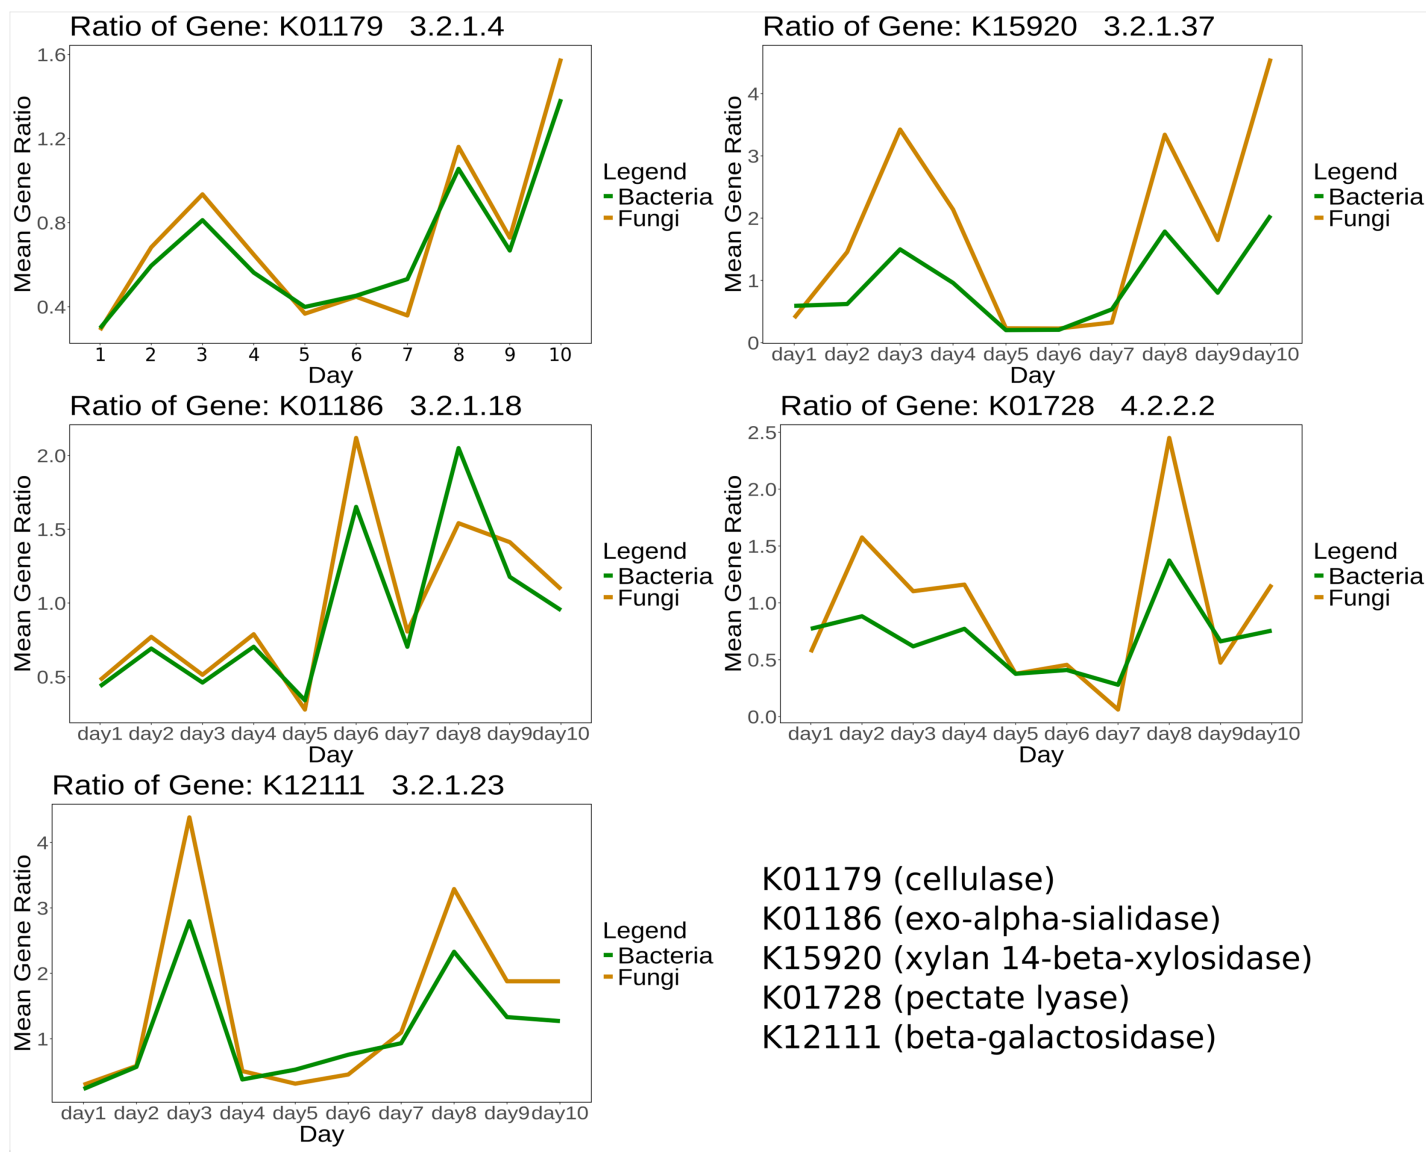 Ratio of Gene: K01179 3.2.1.4
Mean Gene Ratio
1.6
1.2
0.8
0.4
1 2 3 4 5 6 7 8 9 10
Day
Legend
Bacteria
Fungi
Ratio of Gene: K15920 3.2.1.37
Mean Gene Ratio
4
3
2
1
0
day1 day2 day3 day4 day5 day6 day7 day8 day9 day10
Day
Legend
Bacteria
Fungi
Ratio of Gene: K01186 3.2.1.18
Mean Gene Ratio
2.0
1.5
1.0
0.5
day1 day2 day3 day4 day5 day6 day7 day8 day9 day10
Day
Legend
Bacteria
Fungi
Ratio of Gene: K01728 4.2.2.2
Mean Gene Ratio
2.5
2.0
1.5
1.0
0.5
0.0
day1 day2 day3 day4 day5 day6 day7 day8 day9 day10
Day
Legend
Bacteria
Fungi
Ratio of Gene: K12111 3.2.1.23
Mean Gene Ratio
4
3
2
1
day1 day2 day3 day4 day5 day6 day7 day8 day9 day10
Day
Legend
Bacteria
Fungi
K01179 (cellulase)
K01186 (exo-alpha-sialidase)
K15920 (xylan 14-beta-xylosidase)
K01728 (pectate lyase)
K12111 (beta-galactosidase)